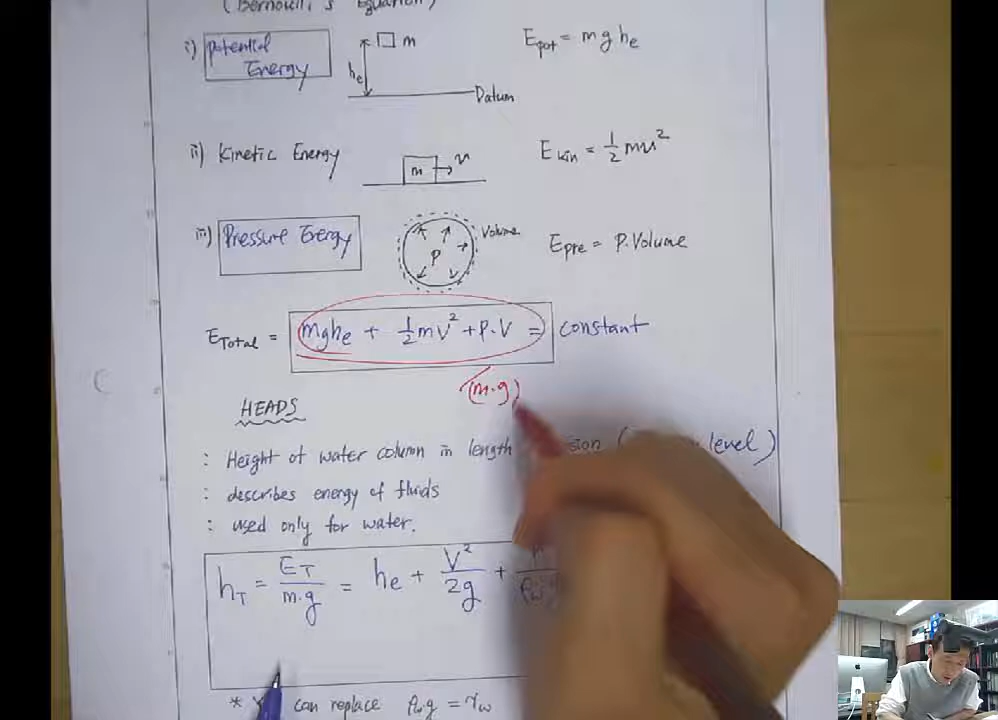 (Bernoulli's Equation)
i) Potential Energy
m
he
Datum
Epot = m g he
ii) Kinetic Energy
m
v
Ekin = 1/2 mv²
iii) Pressure Energy
P
Volume
Epre = P.Volume
ETotal = mghe + 1/2 mv² + P.V = constant
(m.g)
HEADS
: Height of water column in length level)
: describes energy of fluids
: used only for water.
hT = ET/m.g = he + V²/2g +
* can replace ρw.g = γw